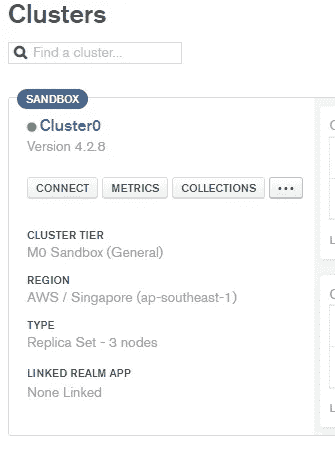 Clusters
Find a cluster...
SANDBOX
Cluster0
Version 4.2.8
CONNECT METRICS COLLECTIONS ...
CLUSTER TIER
M0 Sandbox (General)
REGION
AWS / Singapore (ap-southeast-1)
TYPE
Replica Set - 3 nodes
LINKED REALM APP
None Linked